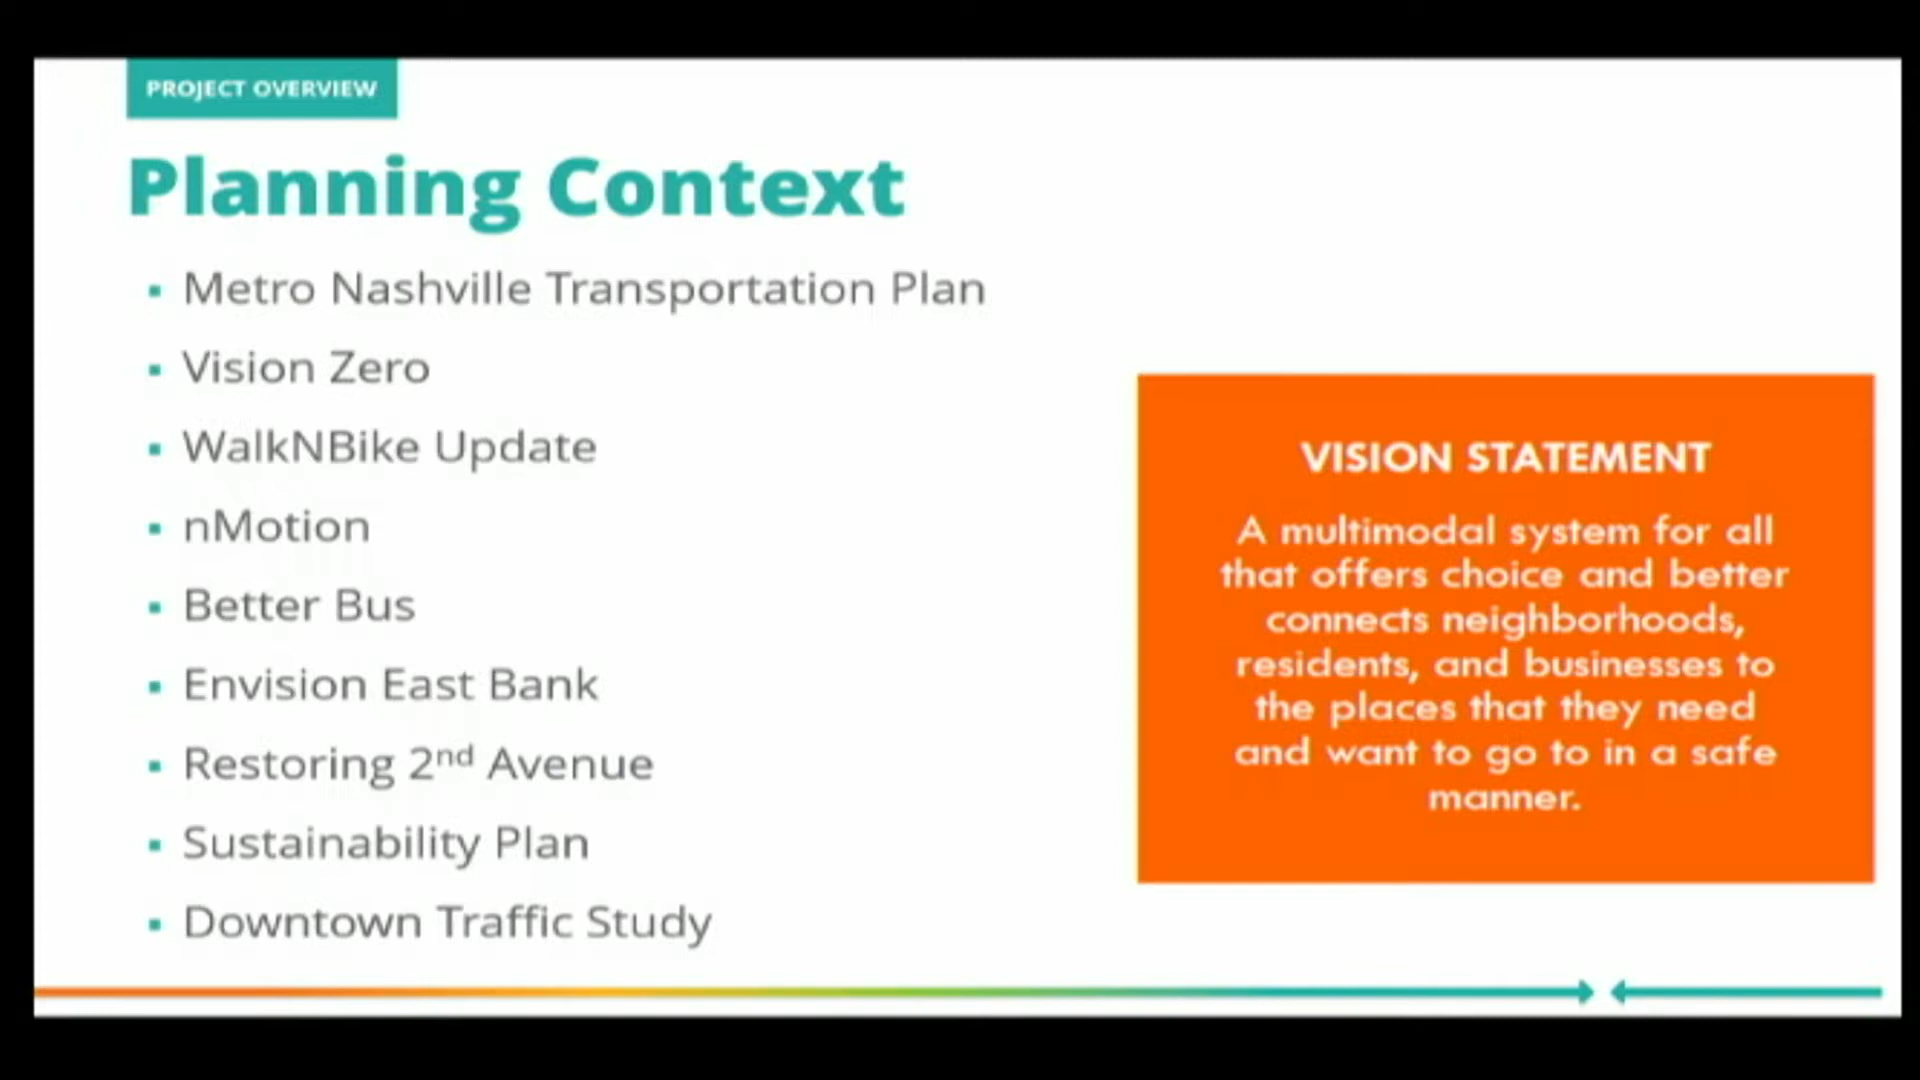 PROJECT OVERVIEW
Planning Context
▪ Metro Nashville Transportation Plan
▪ Vision Zero
▪ WalkNBike Update
▪ nMotion
▪ Better Bus
▪ Envision East Bank
▪ Restoring 2nd Avenue
▪ Sustainability Plan
▪ Downtown Traffic Study
VISION STATEMENT
A multimodal system for all
that offers choice and better
connects neighborhoods,
residents, and businesses to
the places that they need
and want to go to in a safe
manner.